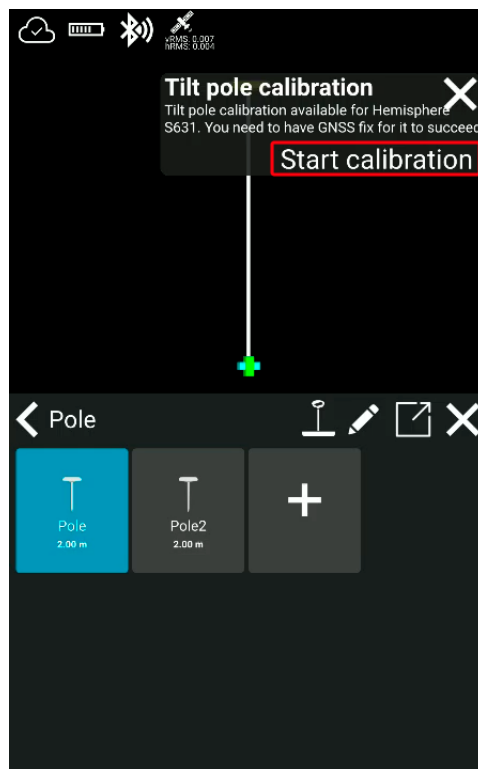 vRMS: 0.007
hRMS: 0.004
Tilt pole calibration
Tilt pole calibration available for Hemisphere
S631. You need to have GNSS fix for it to succeed
Start calibration
Pole
Pole
2.00 m
Pole2
2.00 m